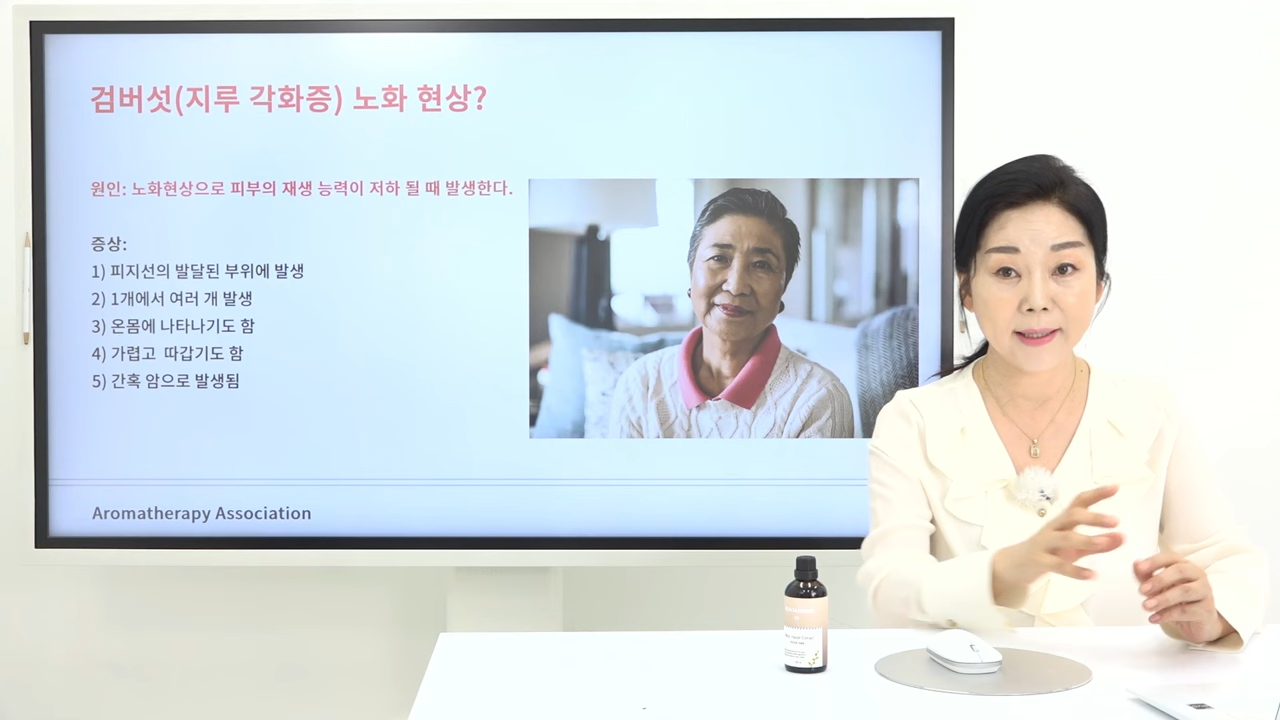 검버섯(지루 각화증) 노화 현상?
원인: 노화현상으로 피부의 재생 능력이 저하 될 때 발생한다.
증상:
1) 피지선의 발달된 부위에 발생
2) 1개에서 여러 개 발생
3) 온몸에 나타나기도 함
4) 가렵고 따갑기도 함
5) 간혹 암으로 발생됨
Aromatherapy Association